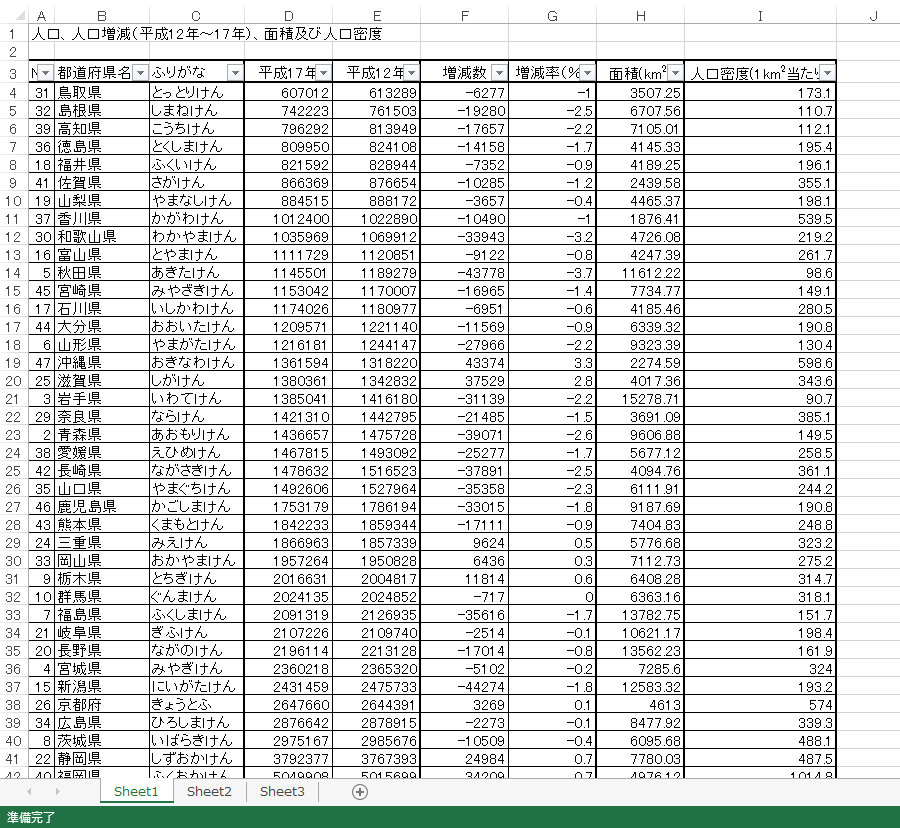 A B C D E F G H I J
1 人口、人口増減(平成12年～17年)、面積及び人口密度
2
3 都道府県名 ふりがな 平成17年 平成12年 増減数 増減率(% 面積(km² 人口密度(1km²当たり
4 31 鳥取県 とっとりけん 607012 613289 -6277 -1 3507.25 173.1
5 32 島根県 しまねけん 742223 761503 -19280 -2.5 6707.56 110.7
6 39 高知県 こうちけん 796292 813949 -17657 -2.2 7105.01 112.1
7 36 徳島県 とくしまけん 809950 824108 -14158 -1.7 4145.33 195.4
8 18 福井県 ふくいけん 821592 828944 -7352 -0.9 4189.25 196.1
9 41 佐賀県 さがけん 866369 876654 -10285 -1.2 2439.58 355.1
10 19 山梨県 やまなしけん 884515 888172 -3657 -0.4 4465.37 198.1
11 37 香川県 かがわけん 1012400 1022890 -10490 -1 1876.41 539.5
12 30 和歌山県 わかやまけん 1035969 1069912 -33943 -3.2 4726.08 219.2
13 16 富山県 とやまけん 1111729 1120851 -9122 -0.8 4247.39 261.7
14 5 秋田県 あきたけん 1145501 1189279 -43778 -3.7 11612.22 98.6
15 45 宮崎県 みやざきけん 1153042 1170007 -16965 -1.4 7734.77 149.1
16 17 石川県 いしかわけん 1174026 1180977 -6951 -0.6 4185.46 280.5
17 44 大分県 おおいたけん 1209571 1221140 -11569 -0.9 6339.32 190.8
18 6 山形県 やまがたけん 1216181 1244147 -27966 -2.2 9323.39 130.4
19 47 沖縄県 おきなわけん 1361594 1318220 43374 3.3 2274.59 598.6
20 25 滋賀県 しがけん 1380361 1342832 37529 2.8 4017.36 343.6
21 3 岩手県 いわてけん 1385041 1416180 -31139 -2.2 15278.71 90.7
22 29 奈良県 ならけん 1421310 1442795 -21485 -1.5 3691.09 385.1
23 2 青森県 あおもりけん 1436657 1475728 -39071 -2.6 9606.88 149.5
24 38 愛媛県 えひめけん 1467815 1493092 -25277 -1.7 5677.12 258.5
25 42 長崎県 ながさきけん 1478632 1516523 -37891 -2.5 4094.76 361.1
26 35 山口県 やまぐちけん 1492606 1527964 -35358 -2.3 6111.91 244.2
27 46 鹿児島県 かごしまけん 1753179 1786194 -33015 -1.8 9187.69 190.8
28 43 熊本県 くまもとけん 1842233 1859344 -17111 -0.9 7404.83 248.8
29 24 三重県 みえけん 1866963 1857339 9624 0.5 5776.68 323.2
30 33 岡山県 おかやまけん 1957264 1950828 6436 0.3 7112.73 275.2
31 9 栃木県 とちぎけん 2016631 2004817 11814 0.6 6408.28 314.7
32 10 群馬県 ぐんまけん 2024135 2024852 -717 0 6363.16 318.1
33 7 福島県 ふくしまけん 2091319 2126935 -35616 -1.7 13782.75 151.7
34 21 岐阜県 ぎふけん 2107226 2109740 -2514 -0.1 10621.17 198.4
35 20 長野県 ながのけん 2196114 2213128 -17014 -0.8 13562.23 161.9
36 4 宮城県 みやぎけん 2360218 2365320 -5102 -0.2 7285.6 324
37 15 新潟県 にいがたけん 2431459 2475733 -44274 -1.8 12583.32 193.2
38 26 京都府 きょうとふ 2647660 2644391 3269 0.1 4613 574
39 34 広島県 ひろしまけん 2876642 2878915 -2273 -0.1 8477.92 339.3
40 8 茨城県 いばらぎけん 2975167 2985676 -10509 -0.4 6095.68 488.1
41 22 静岡県 しずおかけん 3792377 3767393 24984 0.7 7780.03 487.5
42 40 福岡県 ふくおかけん 5049908 5015699 34209 0.7 4976.12 1014.8
Sheet1 Sheet2 Sheet3
準備完了